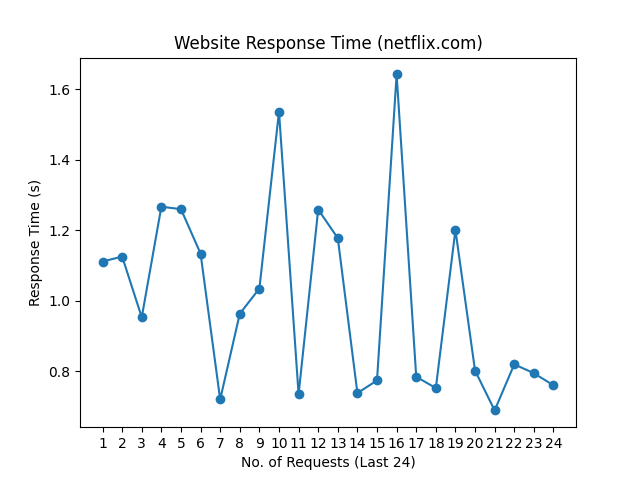 Website Response Time (netflix.com)
Response Time (s)
1.6
1.4
1.2
1.0
0.8
1 2 3 4 5 6 7 8 9 10 11 12 13 14 15 16 17 18 19 20 21 22 23 24
No. of Requests (Last 24)